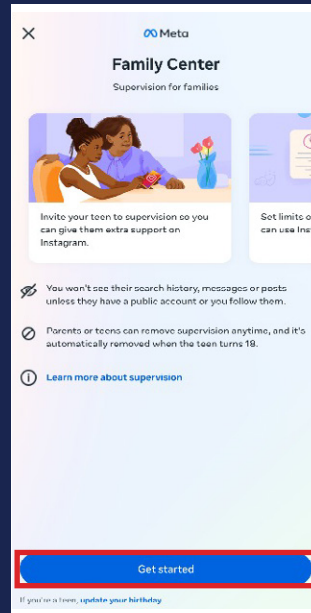 Meta
Family Center
Supervision for families
Invite your teen to supervision so you
can give them extra support on
Instagram.
Set limits o
can use Ins
You won't see their search history, messages or posts
unless they have a public account or you follow them.
Parents or teens can remove supervision anytime, and it's
automatically removed when the teen turns 18.
Learn more about supervision
Get started
If you're a teen, update your birthday